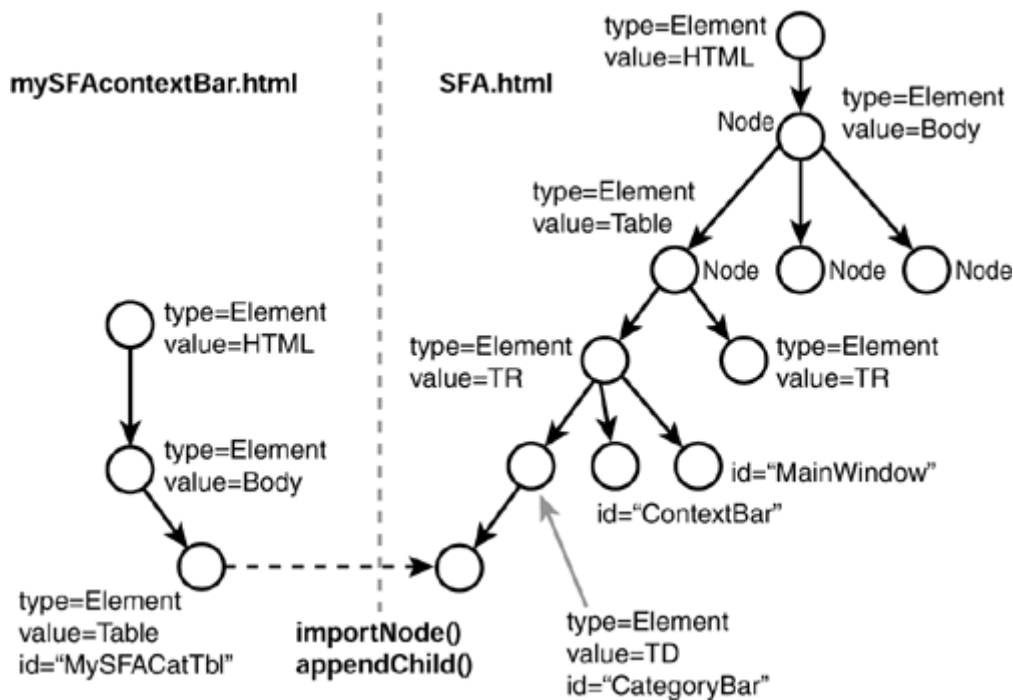 type=Element
value=HTML
mySFAcontextBar.html
SFA.html
type=Element
value=Body
Node
type=Element
value=Table
Node
Node
Node
type=Element
value=HTML
type=Element
value=TR
type=Element
value=TR
type=Element
value=Body
id="MainWindow"
id="ContextBar"
type=Element
value=Table
id="MySFACatTbl"
importNode()
appendChild()
type=Element
value=TD
id="CategoryBar"